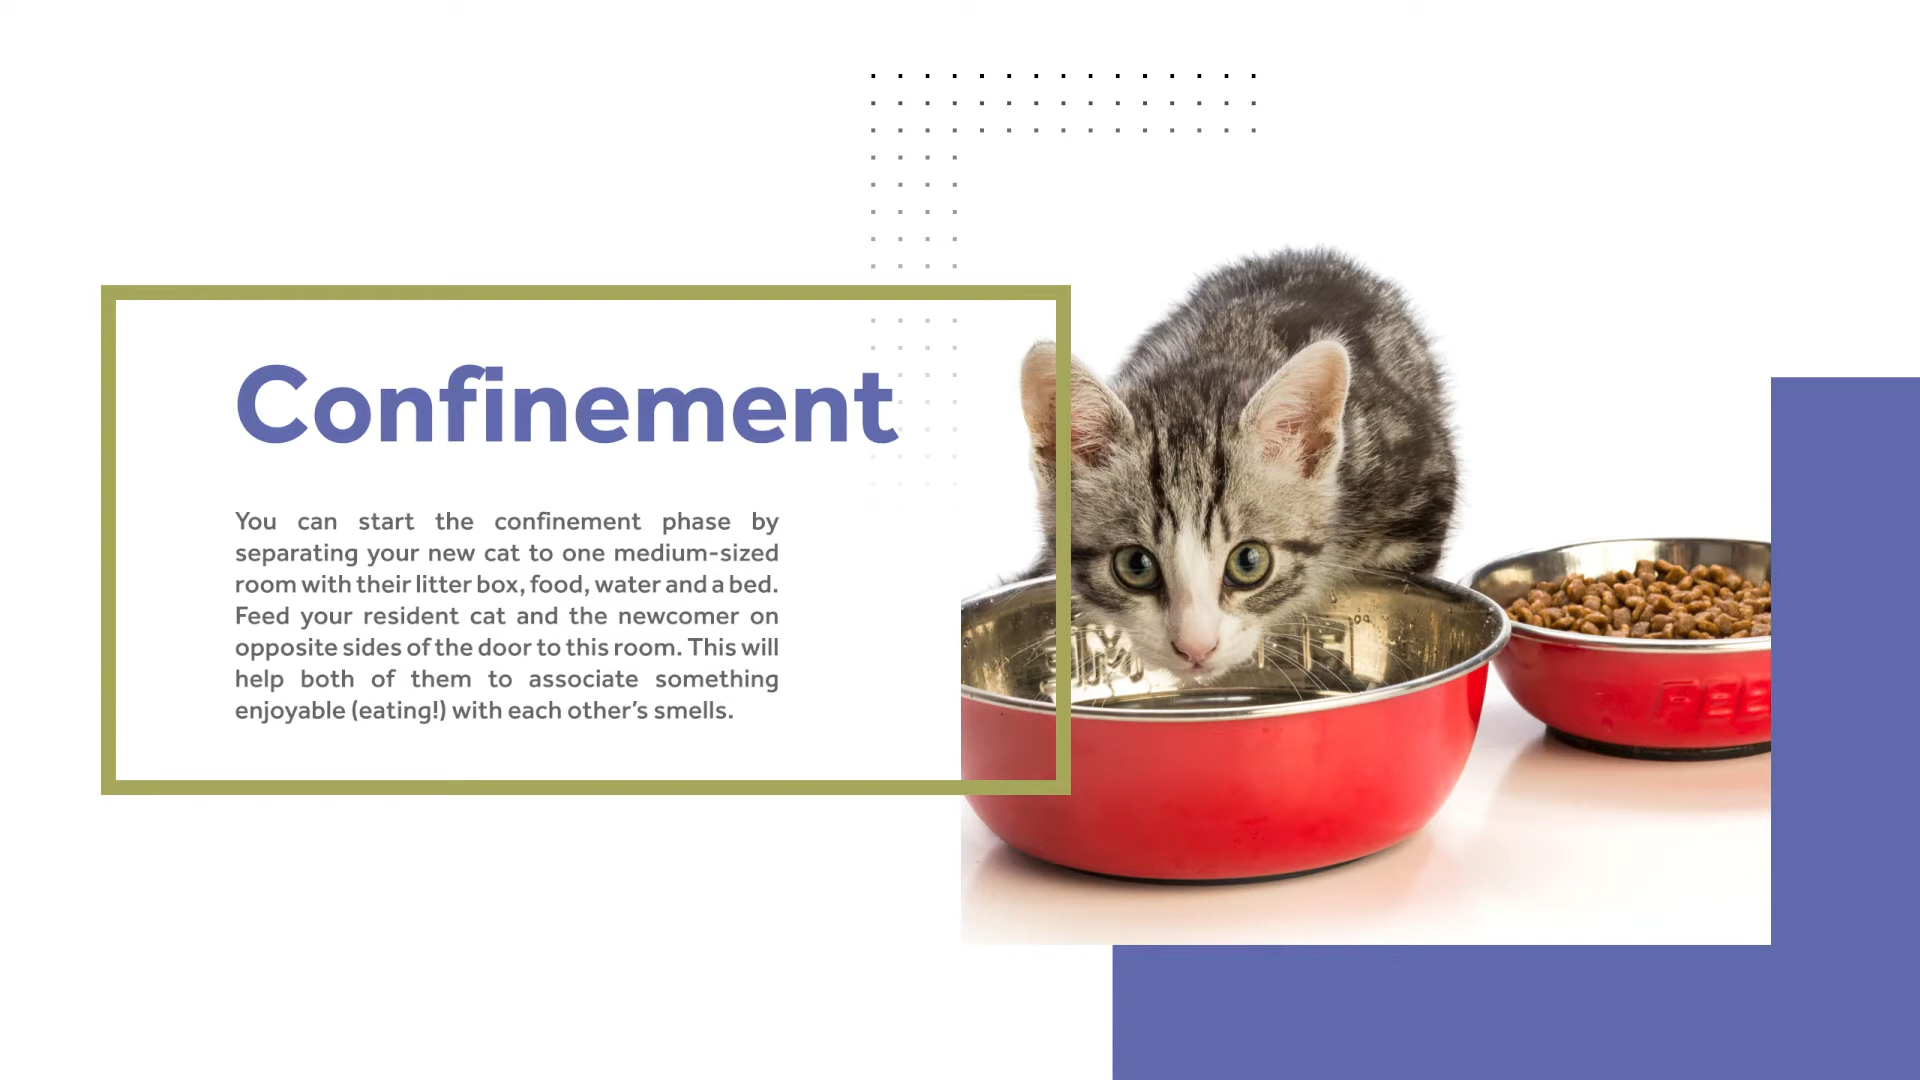 Confinement
You can start the confinement phase by
separating your new cat to one medium-sized
room with their litter box, food, water and a bed.
Feed your resident cat and the newcomer on
opposite sides of the door to this room. This will
help both of them to associate something
enjoyable (eating!) with each other’s smells.